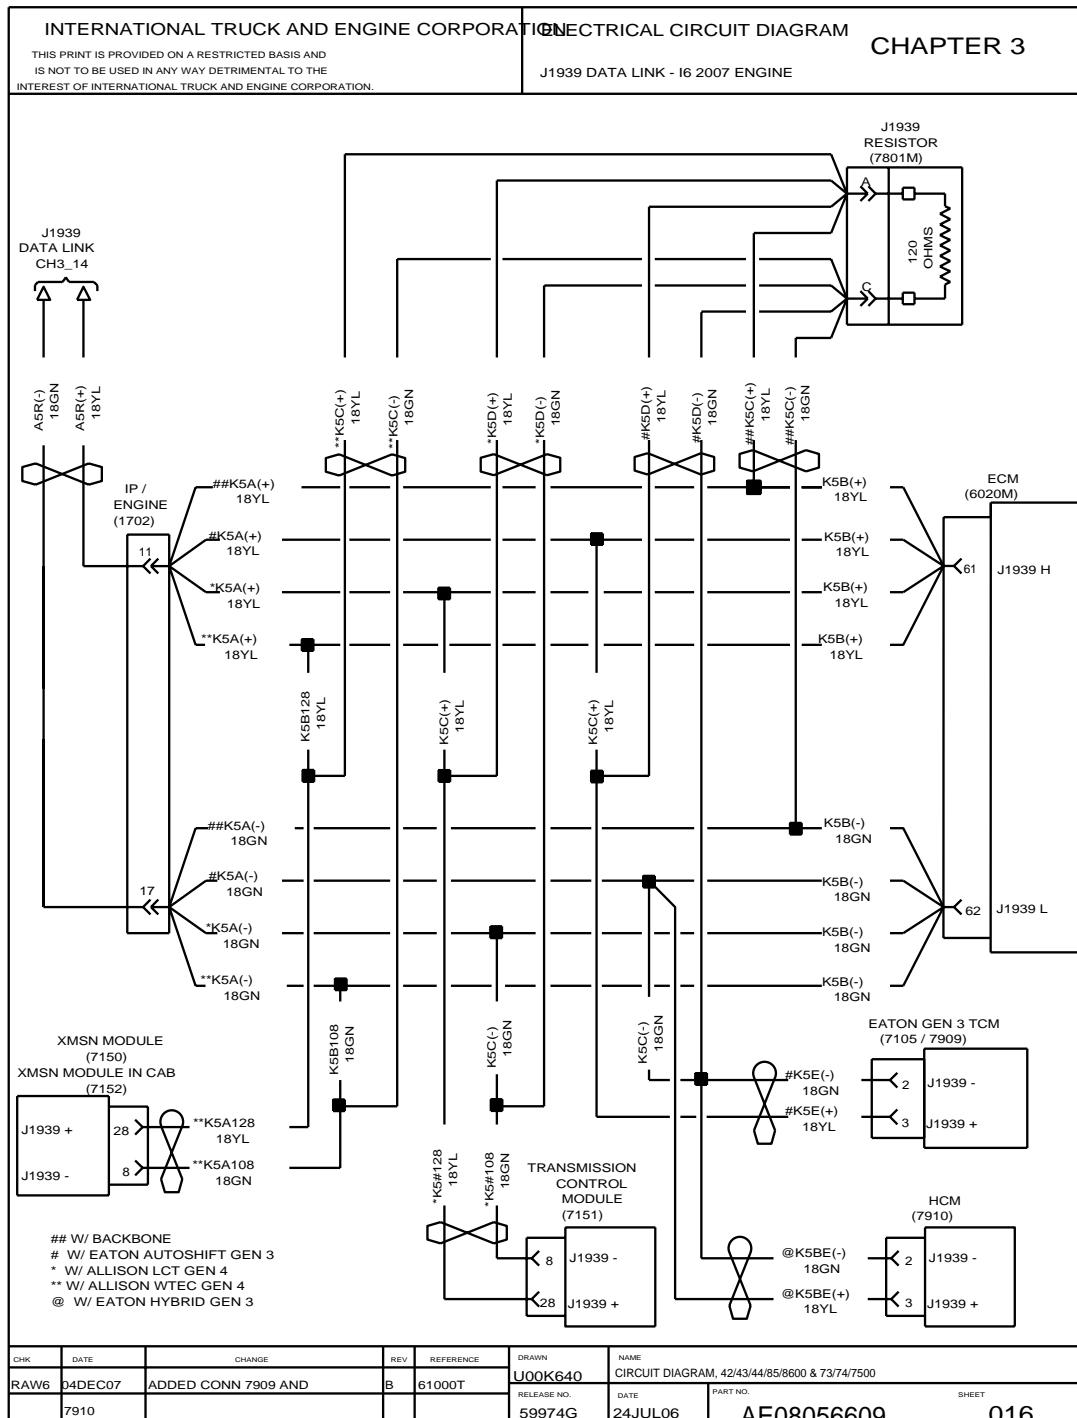 INTERNATIONAL TRUCK AND ENGINE CORPORATION
THIS PRINT IS PROVIDED ON A RESTRICTED BASIS AND
IS NOT TO BE USED IN ANY WAY DETRIMENTAL TO THE
INTEREST OF INTERNATIONAL TRUCK AND ENGINE CORPORATION.
ELECTRICAL CIRCUIT DIAGRAM
J1939 DATA LINK - I6 2007 ENGINE
CHAPTER 3
J1939
RESISTOR
(7801M)
A
C
120
OHMS
J1939
DATA LINK
CH3_14
A5R(-)
18GN
A5R(+)
18YL
**K5C(+)
18YL
**K5C(-)
18GN
*K5D(+)
18YL
*K5D(-)
18GN
#K5D(+)
18YL
#K5D(-)
18GN
##K5C(+)
18YL
##K5C(-)
18GN
IP /
ENGINE
(1702)
11
17
##K5A(+)
18YL
#K5A(+)
18YL
*K5A(+)
18YL
**K5A(+)
18YL
K5B(+)
18YL
K5B(+)
18YL
K5B(+)
18YL
K5B(+)
18YL
ECM
(6020M)
61
J1939 H
62
J1939 L
K5B128
18YL
K5C(+)
18YL
K5C(+)
18YL
##K5A(-)
18GN
#K5A(-)
18GN
*K5A(-)
18GN
**K5A(-)
18GN
K5B(-)
18GN
K5B(-)
18GN
K5B(-)
18GN
K5B(-)
18GN
K5B108
18GN
K5C(-)
18GN
K5C(-)
18GN
XMSN MODULE
(7150)
XMSN MODULE IN CAB
(7152)
J1939 +
28
J1939 -
8
**K5A128
18YL
**K5A108
18GN
*K5#128
18YL
*K5#108
18GN
TRANSMISSION
CONTROL
MODULE
(7151)
8
J1939 -
28
J1939 +
EATON GEN 3 TCM
(7105 / 7909)
#K5E(-)
18GN
#K5E(+)
18YL
2
J1939 -
3
J1939 +
HCM
(7910)
@K5BE(-)
18GN
@K5BE(+)
18YL
2
J1939 -
3
J1939 +
## W/ BACKBONE
# W/ EATON AUTOSHIFT GEN 3
* W/ ALLISON LCT GEN 4
** W/ ALLISON WTEC GEN 4
@ W/ EATON HYBRID GEN 3
CHK DATE CHANGE REV REFERENCE
RAW6 04DEC07 ADDED CONN 7909 AND B 61000T
7910
DRAWN
U00K640
NAME
CIRCUIT DIAGRAM, 42/43/44/85/8600 & 73/74/7500
RELEASE NO.
59974G
DATE
24JUL06
PART NO.
AE08056609
SHEET
016